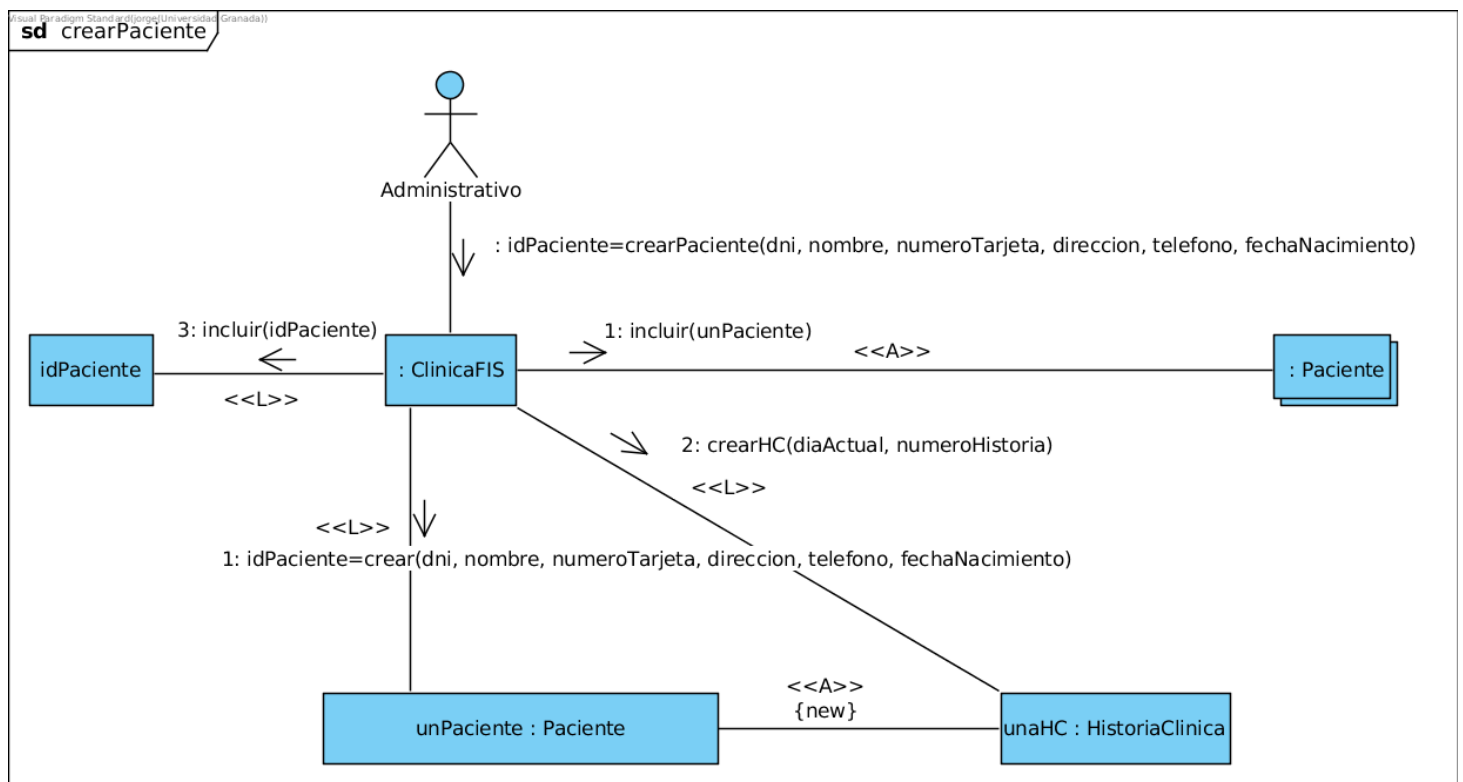 Visual Paradigm Standard(jorge(Universidad Granada))
sd crearPaciente
Administrativo
: idPaciente=crearPaciente(dni, nombre, numeroTarjeta, direccion, telefono, fechaNacimiento)
3: incluir(idPaciente)
1: incluir(unPaciente)
<<A>>
idPaciente
: ClinicaFIS
: Paciente
<<L>>
2: crearHC(diaActual, numeroHistoria)
<<L>>
<<L>>
1: idPaciente=crear(dni, nombre, numeroTarjeta, direccion, telefono, fechaNacimiento)
<<A>>
{new}
unPaciente : Paciente
unaHC : HistoriaClinica